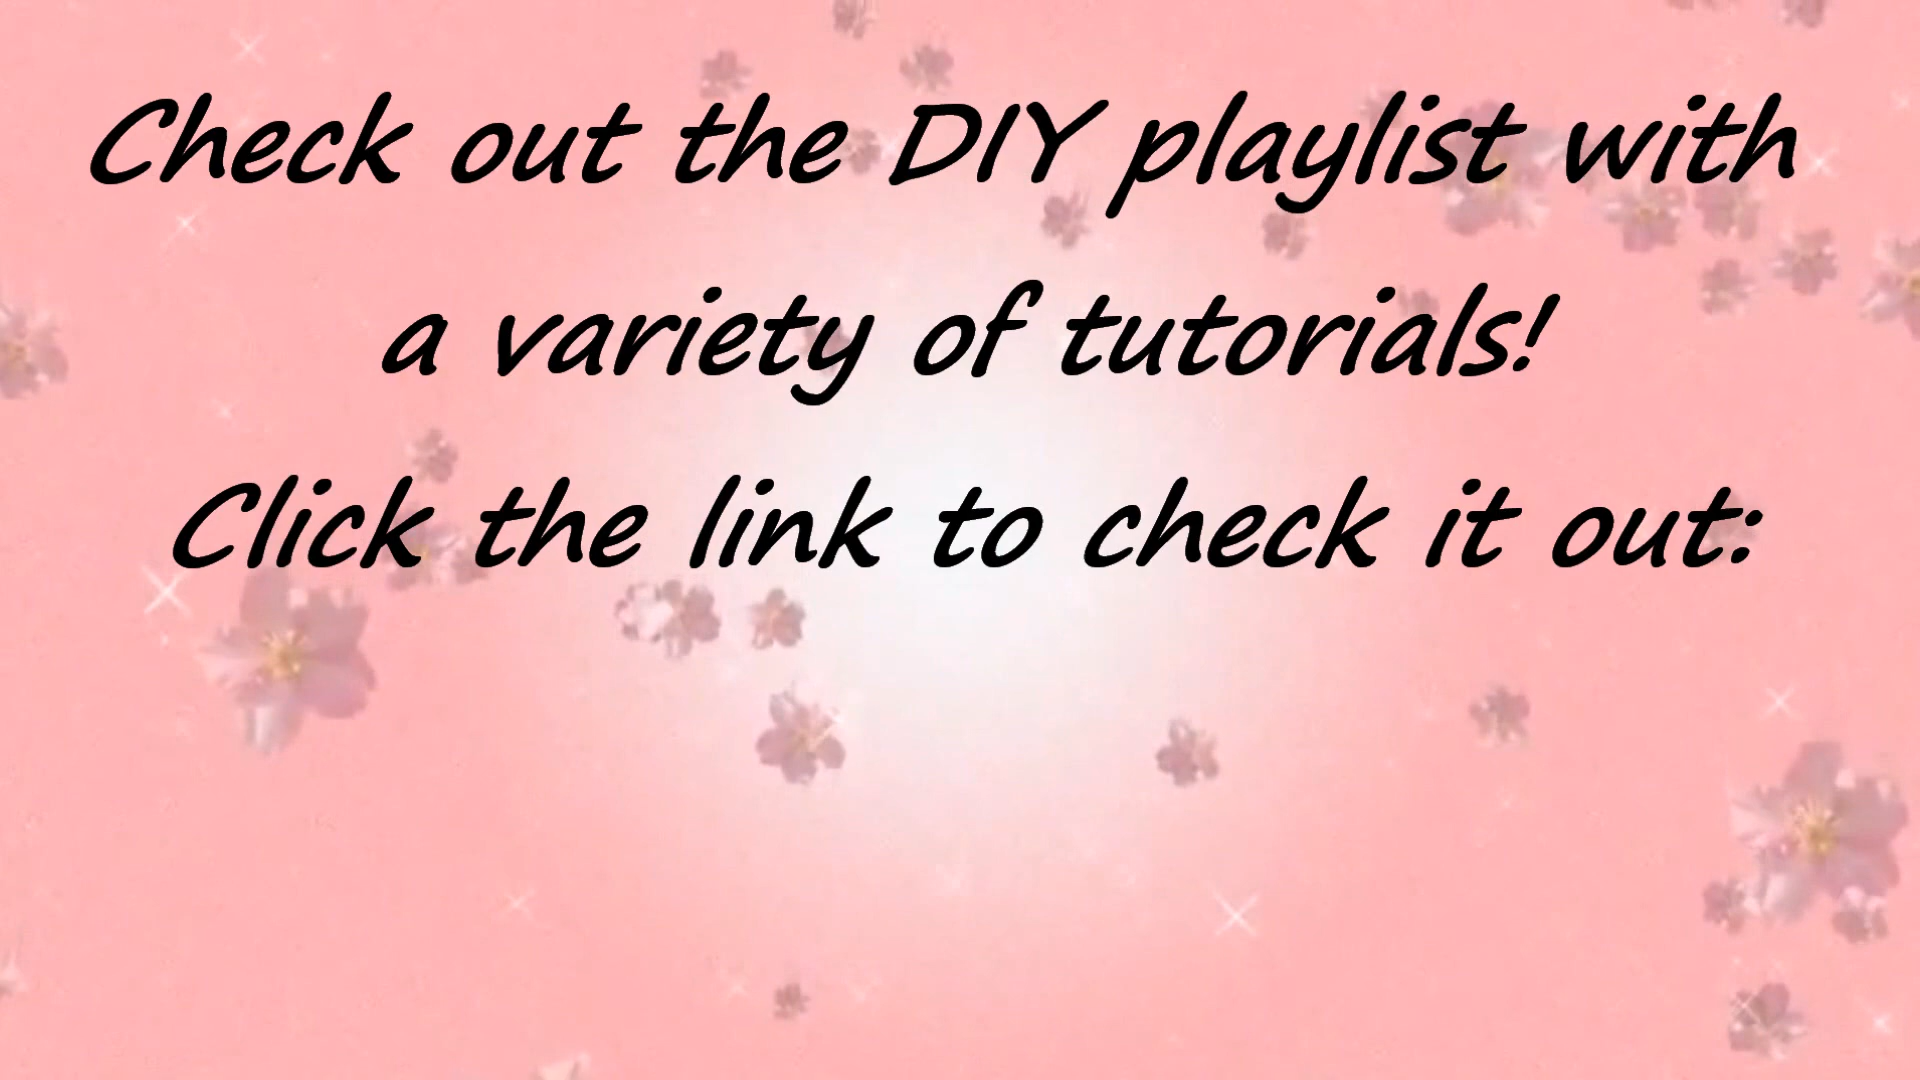 Check out the DIY playlist with
a variety of tutorials!
Click the link to check it out: